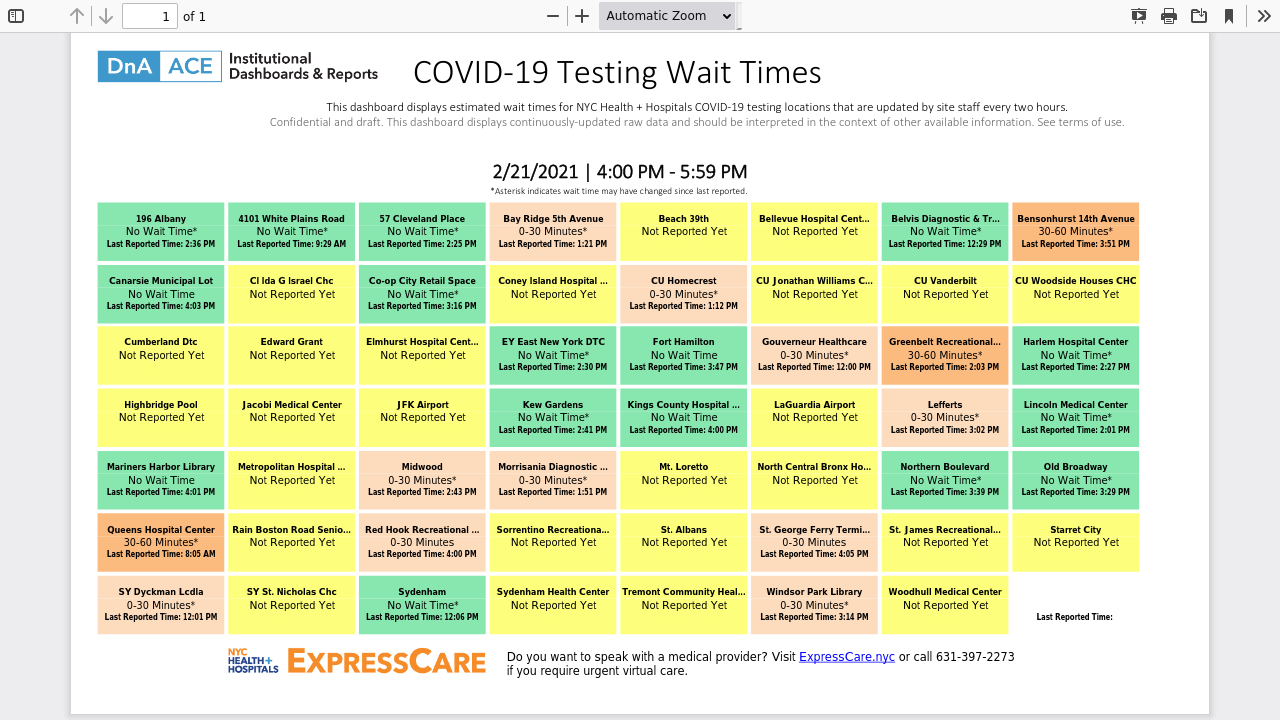 1 of 1 Automatic Zoom
DnA ACE Institutional
Dashboards & Reports
COVID-19 Testing Wait Times
This dashboard displays estimated wait times for NYC Health + Hospitals COVID-19 testing locations that are updated by site staff every two hours.
Confidential and draft. This dashboard displays continuously-updated raw data and should be interpreted in the context of other available information. See terms of use.
2/21/2021 | 4:00 PM - 5:59 PM
*Asterisk indicates wait time may have changed since last reported.
196 Albany 4101 White Plains Road 57 Cleveland Place Bay Ridge 5th Avenue Beach 39th Bellevue Hospital Cent... Belvis Diagnostic & Tr... Bensonhurst 14th Avenue
No Wait Time* No Wait Time* No Wait Time* 0-30 Minutes* Not Reported Yet Not Reported Yet No Wait Time* 30-60 Minutes*
Last Reported Time: 2:36 PM Last Reported Time: 9:29 AM Last Reported Time: 2:25 PM Last Reported Time: 1:21 PM Last Reported Time: 12:29 PM Last Reported Time: 3:51 PM
Canarsie Municipal Lot Cl Ida G Israel Chc Co-op City Retail Space Coney Island Hospital ... CU Homecrest CU Jonathan Williams C... CU Vanderbilt CU Woodside Houses CHC
No Wait Time Not Reported Yet No Wait Time* Not Reported Yet 0-30 Minutes* Not Reported Yet Not Reported Yet Not Reported Yet
Last Reported Time: 4:03 PM Last Reported Time: 3:16 PM Last Reported Time: 1:12 PM
Cumberland Dtc Edward Grant Elmhurst Hospital Cent... EY East New York DTC Fort Hamilton Gouverneur Healthcare Greenbelt Recreational... Harlem Hospital Center
Not Reported Yet Not Reported Yet Not Reported Yet No Wait Time* No Wait Time 0-30 Minutes* 30-60 Minutes* No Wait Time*
Last Reported Time: 2:30 PM Last Reported Time: 3:47 PM Last Reported Time: 12:00 PM Last Reported Time: 2:03 PM Last Reported Time: 2:27 PM
Highbridge Pool Jacobi Medical Center JFK Airport Kew Gardens Kings County Hospital ... LaGuardia Airport Lefferts Lincoln Medical Center
Not Reported Yet Not Reported Yet Not Reported Yet No Wait Time* No Wait Time Not Reported Yet 0-30 Minutes* No Wait Time*
Last Reported Time: 2:41 PM Last Reported Time: 4:00 PM Last Reported Time: 3:02 PM Last Reported Time: 2:01 PM
Mariners Harbor Library Metropolitan Hospital ... Midwood Morrisania Diagnostic ... Mt. Loretto North Central Bronx Ho... Northern Boulevard Old Broadway
No Wait Time Not Reported Yet 0-30 Minutes* 0-30 Minutes* Not Reported Yet Not Reported Yet No Wait Time* No Wait Time*
Last Reported Time: 4:01 PM Last Reported Time: 2:43 PM Last Reported Time: 1:51 PM Last Reported Time: 3:39 PM Last Reported Time: 3:29 PM
Queens Hospital Center Rain Boston Road Senio... Red Hook Recreational ... Sorrentino Recreationa... St. Albans St. George Ferry Termi... St. James Recreational... Starret City
30-60 Minutes* Not Reported Yet 0-30 Minutes Not Reported Yet Not Reported Yet 0-30 Minutes Not Reported Yet Not Reported Yet
Last Reported Time: 8:05 AM Last Reported Time: 4:00 PM Last Reported Time: 4:05 PM
SY Dyckman Lcdla SY St. Nicholas Chc Sydenham Sydenham Health Center Tremont Community Heal... Windsor Park Library Woodhull Medical Center
0-30 Minutes* Not Reported Yet No Wait Time* Not Reported Yet Not Reported Yet 0-30 Minutes* Not Reported Yet
Last Reported Time: 12:01 PM Last Reported Time: 12:06 PM Last Reported Time: 3:14 PM Last Reported Time:
NYC
HEALTH+
HOSPITALS
EXPRESSCARE
Do you want to speak with a medical provider? Visit ExpressCare.nyc or call 631-397-2273
if you require urgent virtual care.